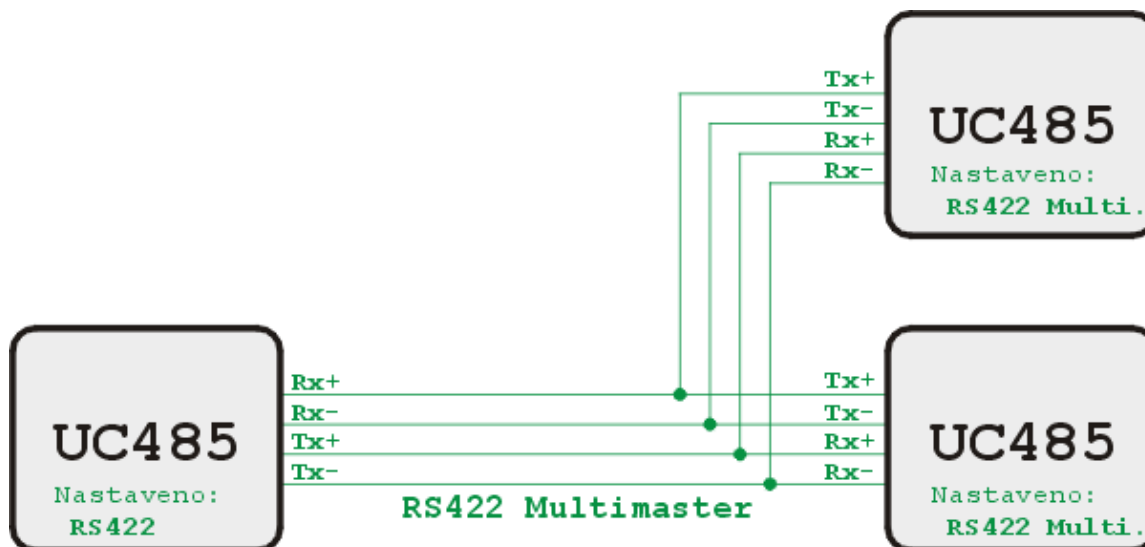 Tx+
Tx-
Rx+
Rx-
UC485
Nastaveno:
RS422 Multi.
Rx+
Rx-
Tx+
Tx-
UC485
Nastaveno:
RS422
RS422 Multimaster
Tx+
Tx-
Rx+
Rx-
UC485
Nastaveno:
RS422 Multi.